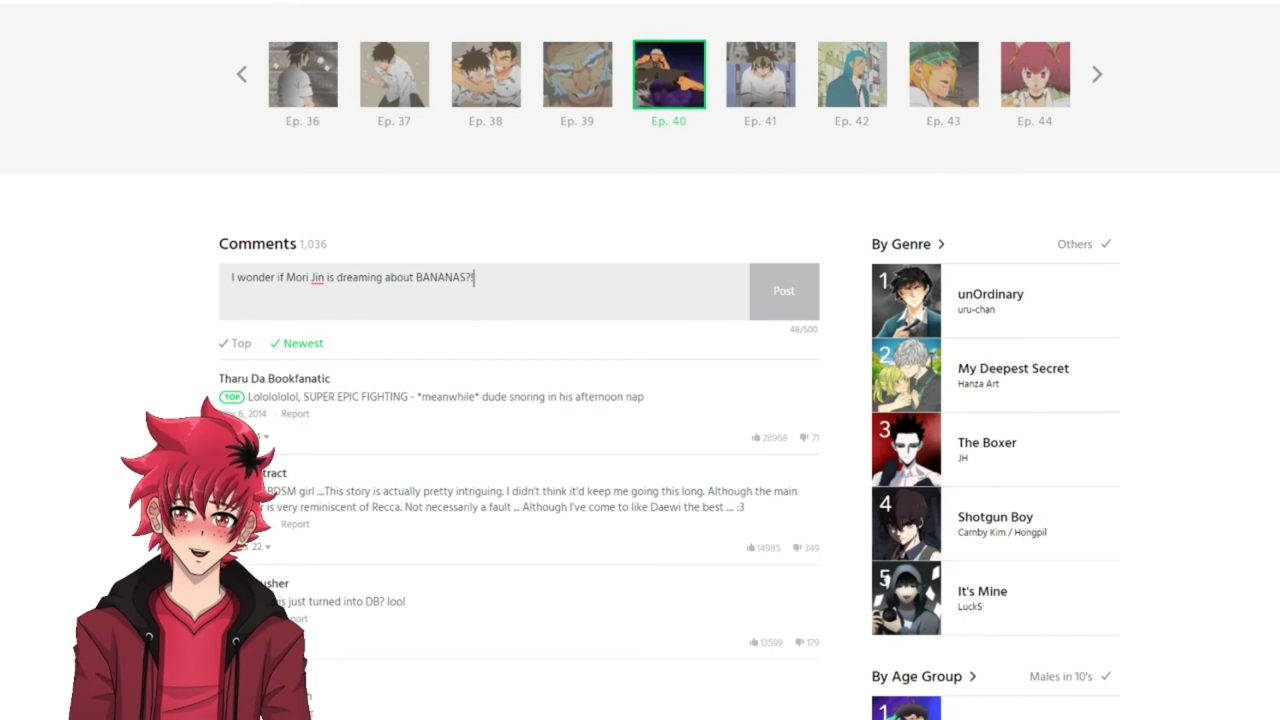 Ep. 36
Ep. 37
Ep. 38
Ep. 39
Ep. 40
Ep. 41
Ep. 42
Ep. 43
Ep. 44
Comments 1,036
I wonder if Mori Jin is dreaming about BANANAS?!
Post
48/500
Top
Newest
Tharu Da Bookfanatic
TOP Lolololololol, SUPER EPIC FIGHTING - *meanwhile* dude snoring in his afternoon nap
6, 2014 | Report
28968 71
tract
BDSM girl ....This story is actually pretty intriguing. I didn't think it'd keep me going this long. Although the main
is very reminiscent of Recca. Not necessarily a fault ... Although I've come to like Daewi the best .... :3
Report
22
14985 349
usher
is just turned into DB? lool
port
13599 179
By Genre
Others
1
unOrdinary
uru-chan
2
My Deepest Secret
Hanza Art
3
The Boxer
JH
4
Shotgun Boy
Carnby Kim / Hongpil
5
It's Mine
LuckS
By Age Group
Males in 10's
1